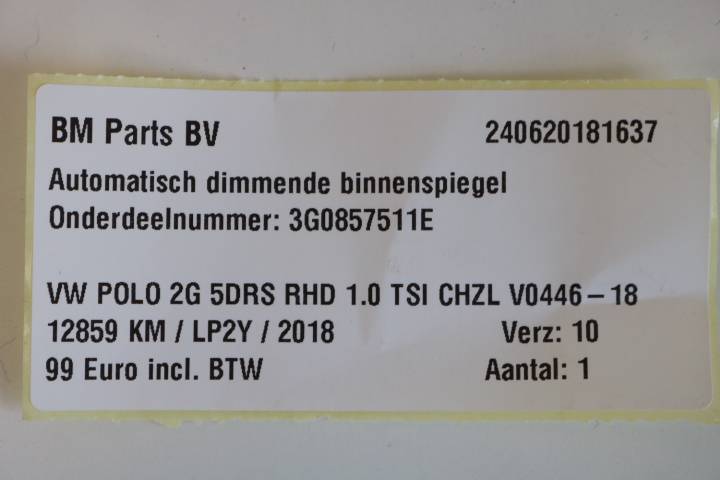 BM Parts BV 240620181637
Automatisch dimmende binnenspiegel
Onderdeelnummer: 3G0857511E
VW POLO 2G 5DRS RHD 1.0 TSI CHZL V0446-18
12859 KM / LP2Y / 2018 Verz: 10
99 Euro incl. BTW Aantal: 1